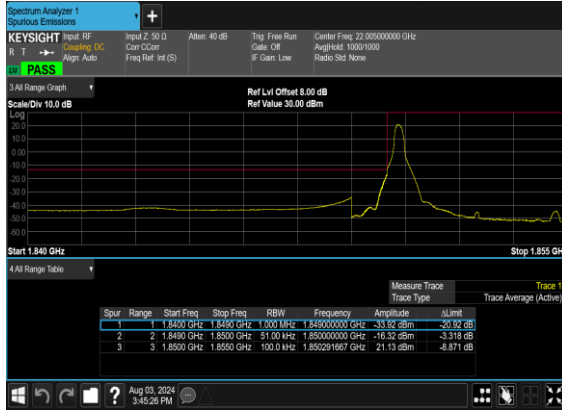 Spectrum Analyzer 1
Spurious Emissions
+
KEYSIGHT Input: RF Input Z: 50 Ω Atten: 40 dB Trig: Free Run Center Freq: 22.005000000 GHz
R T Coupling: DC Corr CCorr Gate: Off Avg|Hold: 1000/1000
Align: Auto Freq Ref: Int (S) IF Gain: Low Radio Std: None
PASS
3 All Range Graph
Ref Lvl Offset 8.00 dB
Scale/Div 10.0 dB Ref Value 30.00 dBm
Log
20.0
10.0
0.00
-10.0
-20.0
-30.0
-40.0
-50.0
-60.0
Start 1.840 GHz Stop 1.855 GH
4 All Range Table
Measure Trace Trace 1
Trace Type Trace Average (Active)
Spur Range Start Freq Stop Freq RBW Frequency Amplitude ΔLimit
1 1 1.8400 GHz 1.8490 GHz 1.000 MHz 1.849000000 GHz -33.92 dBm -20.92 dB
2 2 1.8490 GHz 1.8500 GHz 51.00 kHz 1.850000000 GHz -16.32 dBm -3.318 dB
3 3 1.8500 GHz 1.8550 GHz 100.0 kHz 1.850291667 GHz 21.13 dBm -8.871 dB
?
Aug 03, 2024
3:45:26 PM